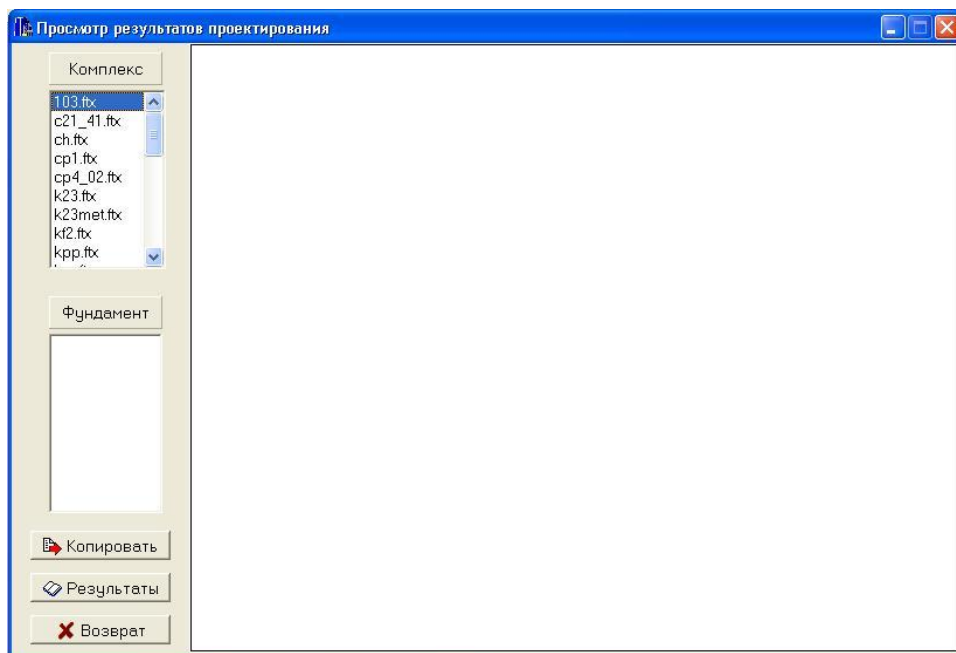 Просмотр результатов проектирования
Комплекс
103.ftx
c21_41.ftx
ch.ftx
cp1.ftx
cp4_02.ftx
k23.ftx
k23met.ftx
kf2.ftx
kpp.ftx
Фундамент
Копировать
Результаты
Возврат